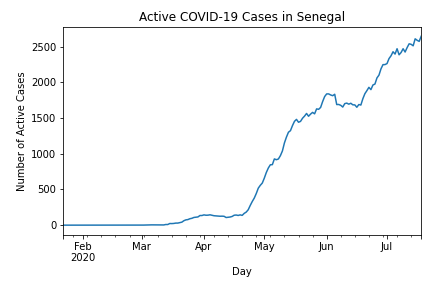 Active COVID-19 Cases in Senegal
Number of Active Cases
2500
2000
1500
1000
500
0
Feb Mar Apr May Jun Jul
2020
Day